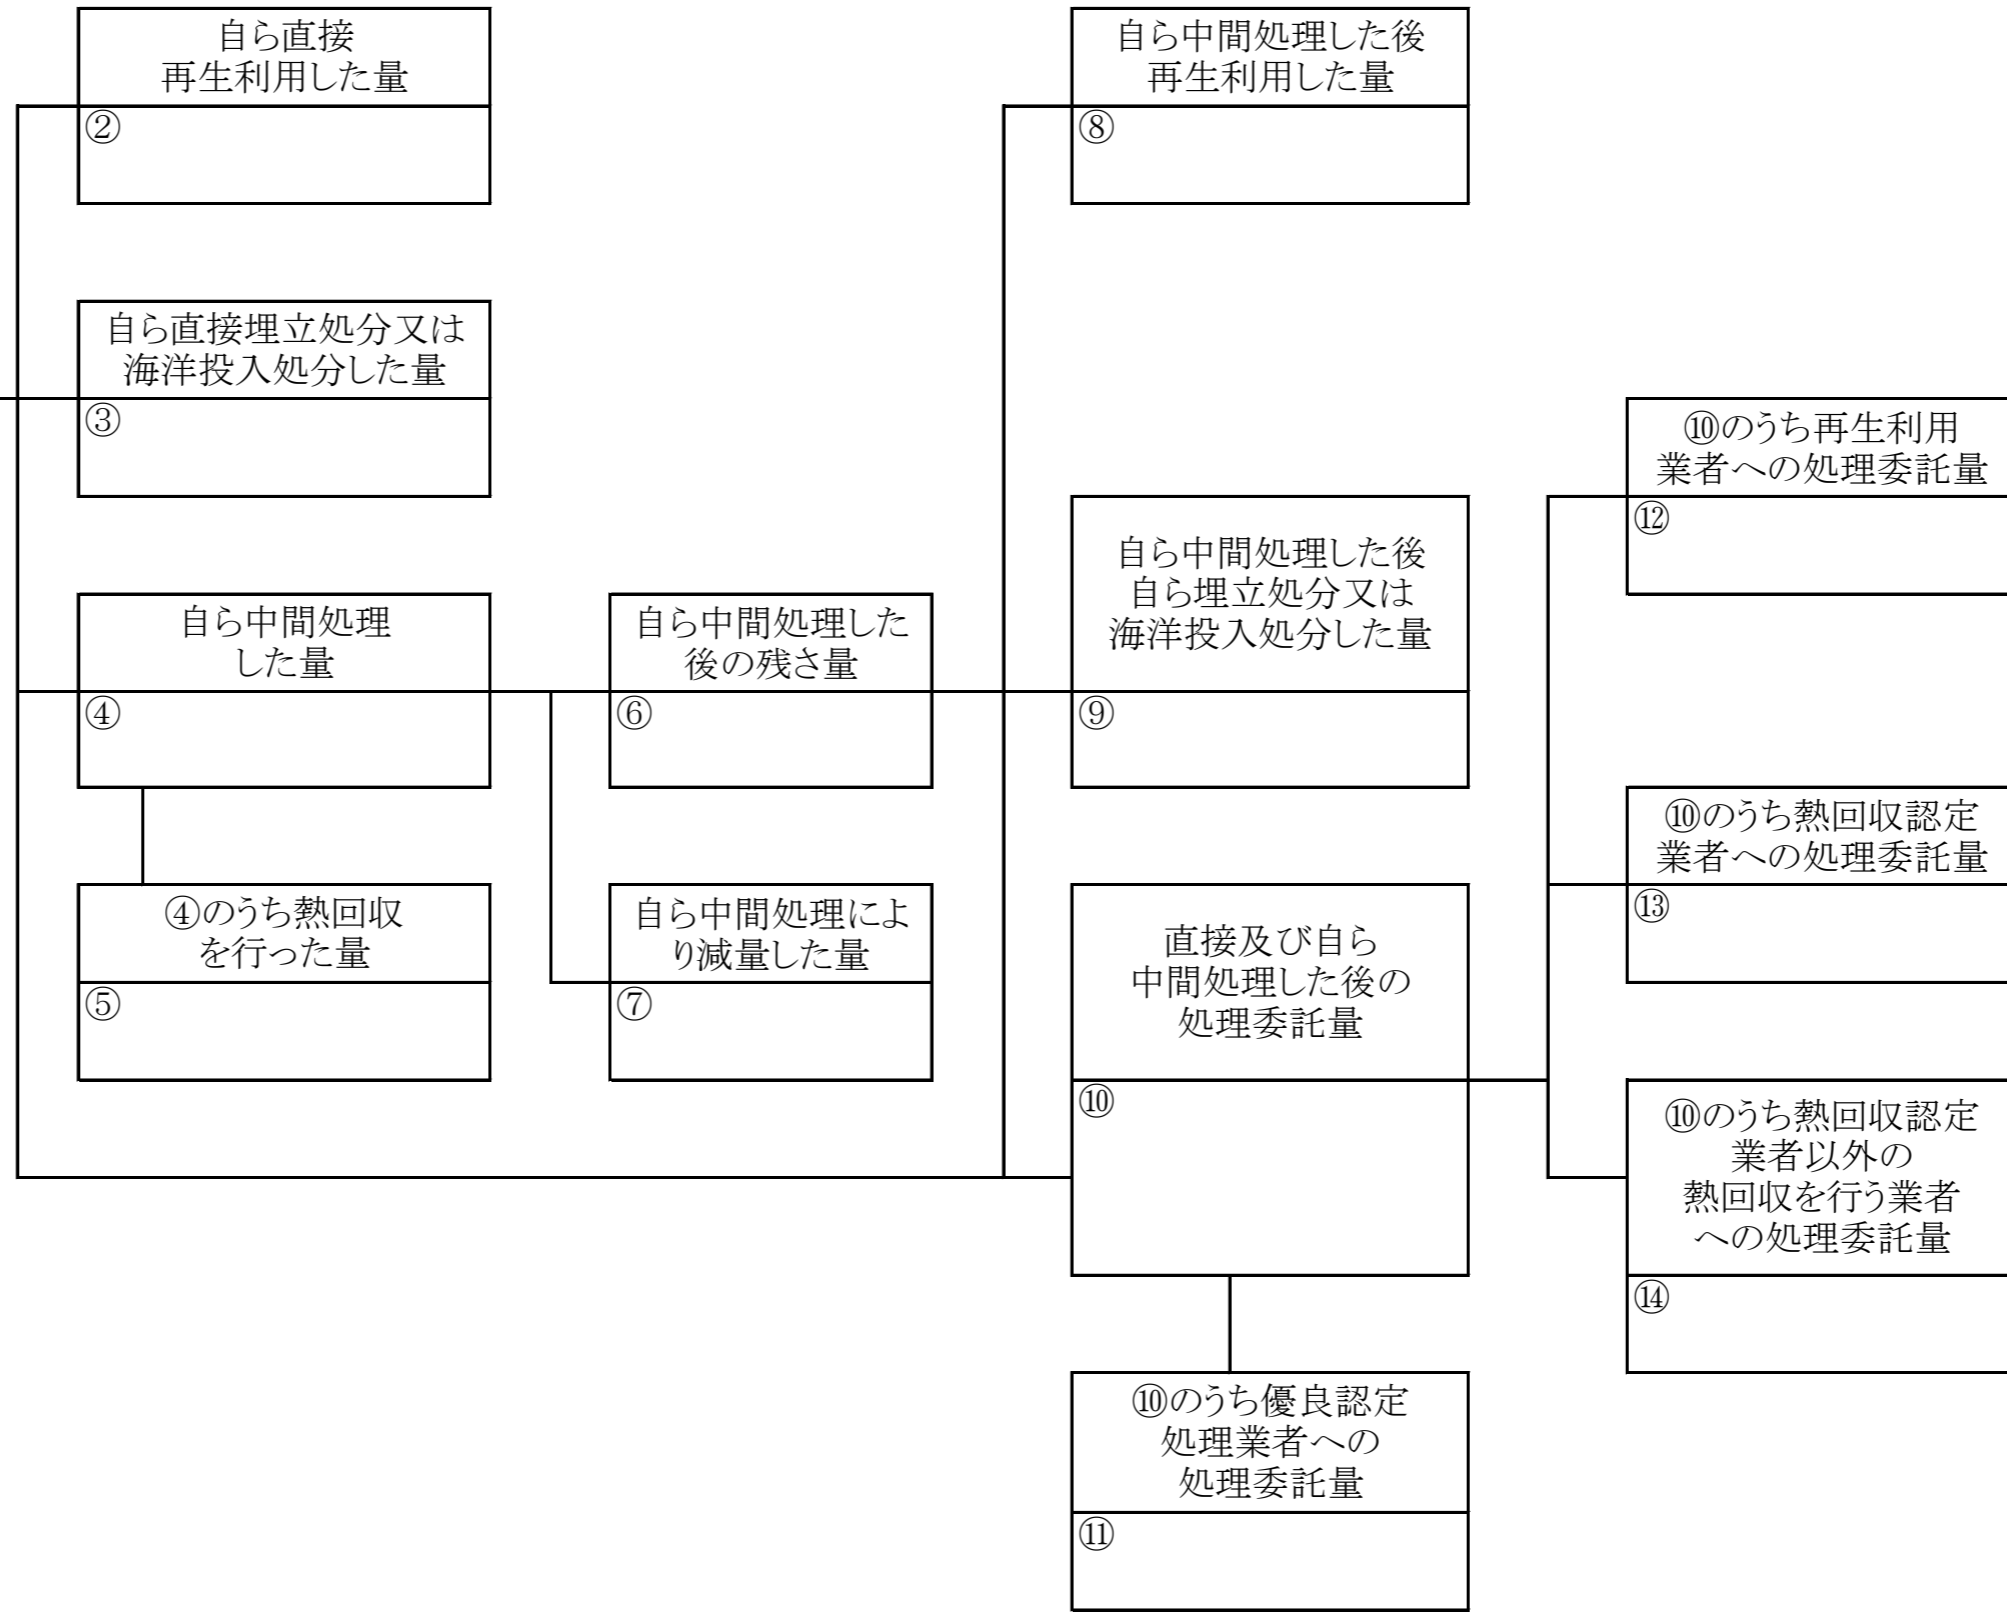 自ら直接
再生利用した量
②
自ら直接埋立処分又は
海洋投入処分した量
③
自ら中間処理
した量
④
④のうち熱回収
を行った量
⑤
自ら中間処理した
後の残さ量
⑥
自ら中間処理によ
り減量した量
⑦
自ら中間処理した後
再生利用した量
⑧
自ら中間処理した後
自ら埋立処分又は
海洋投入処分した量
⑨
直接及び自ら
中間処理した後の
処理委託量
⑩
⑩のうち優良認定
処理業者への
処理委託量
⑪
⑩のうち再生利用
業者への処理委託量
⑫
⑩のうち熱回収認定
業者への処理委託量
⑬
⑩のうち熱回収認定
業者以外の
熱回収を行う業者
への処理委託量
⑭